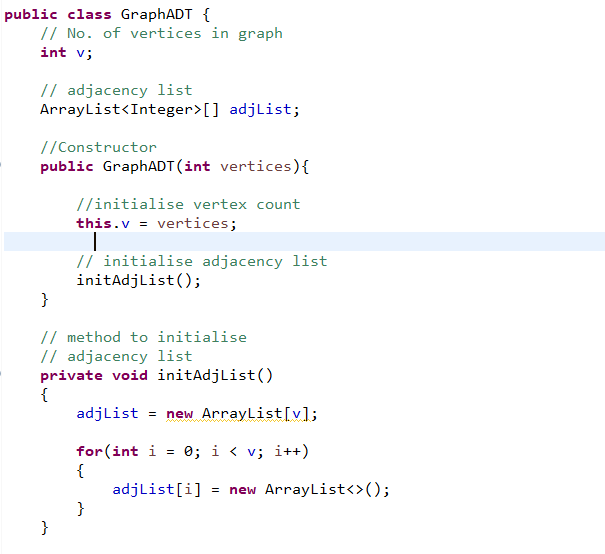 public class GraphADT {
// No. of vertices in graph
int v;
// adjacency list
ArrayList<Integer>[] adjList;
//Constructor
public GraphADT(int vertices){
//initialise vertex count
this.v = vertices;
// initialise adjacency list
initAdjList();
}
// method to initialise
// adjacency list
private void initAdjList()
{
adjList = new ArrayList[v];
for(int i = 0; i < v; i++)
{
adjList[i] = new ArrayList<>();
}
}